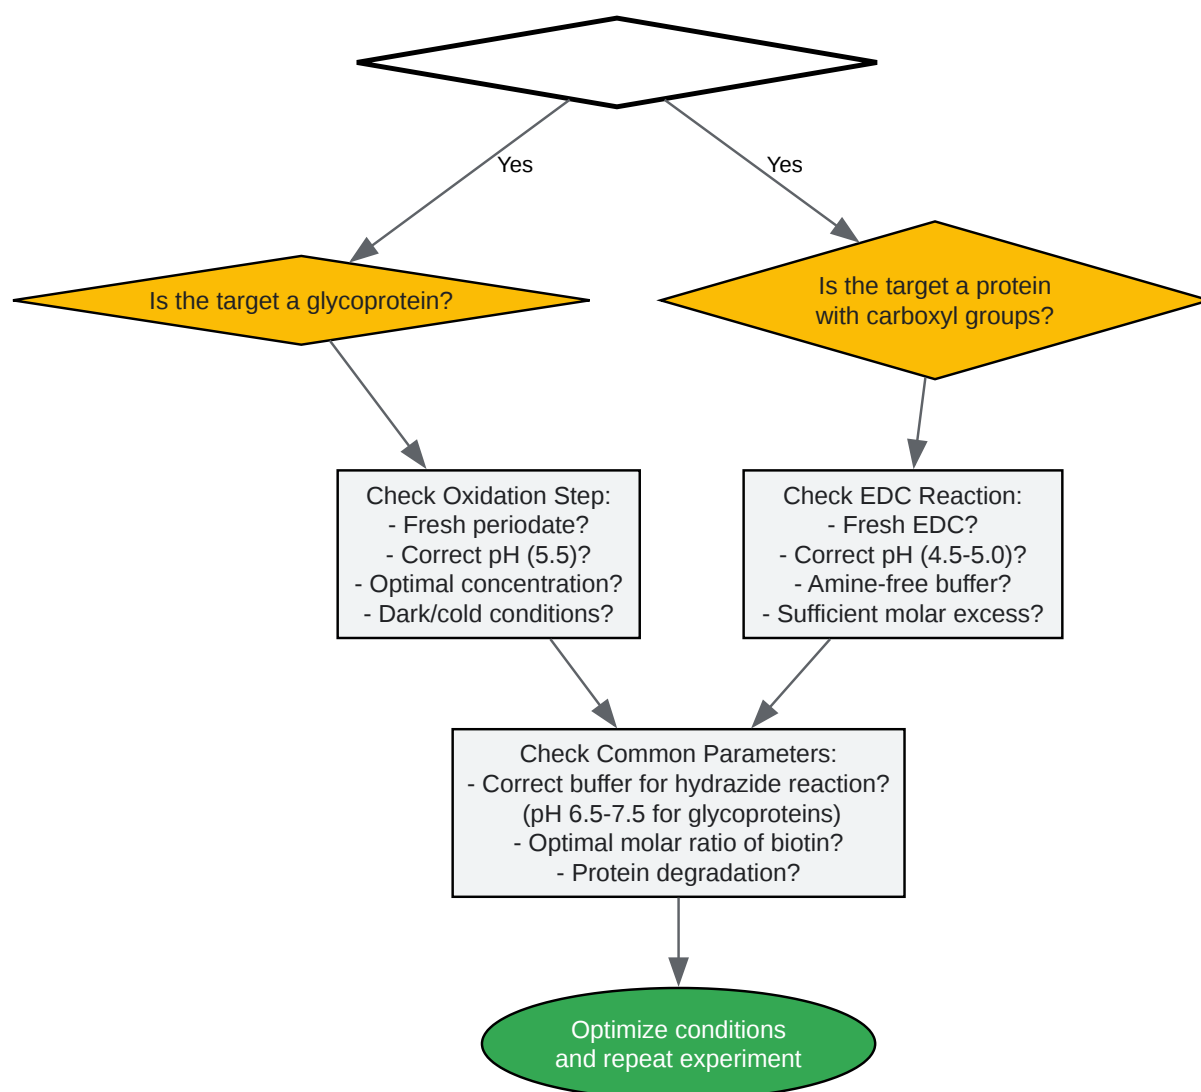 Yes
Yes
Is the target a glycoprotein?
Is the target a protein
with carboxyl groups?
Check Oxidation Step:
- Fresh periodate?
- Correct pH (5.5)?
- Optimal concentration?
- Dark/cold conditions?
Check EDC Reaction:
- Fresh EDC?
- Correct pH (4.5-5.0)?
- Amine-free buffer?
- Sufficient molar excess?
Check Common Parameters:
- Correct buffer for hydrazide reaction?
(pH 6.5-7.5 for glycoproteins)
- Optimal molar ratio of biotin?
- Protein degradation?
Optimize conditions
and repeat experiment